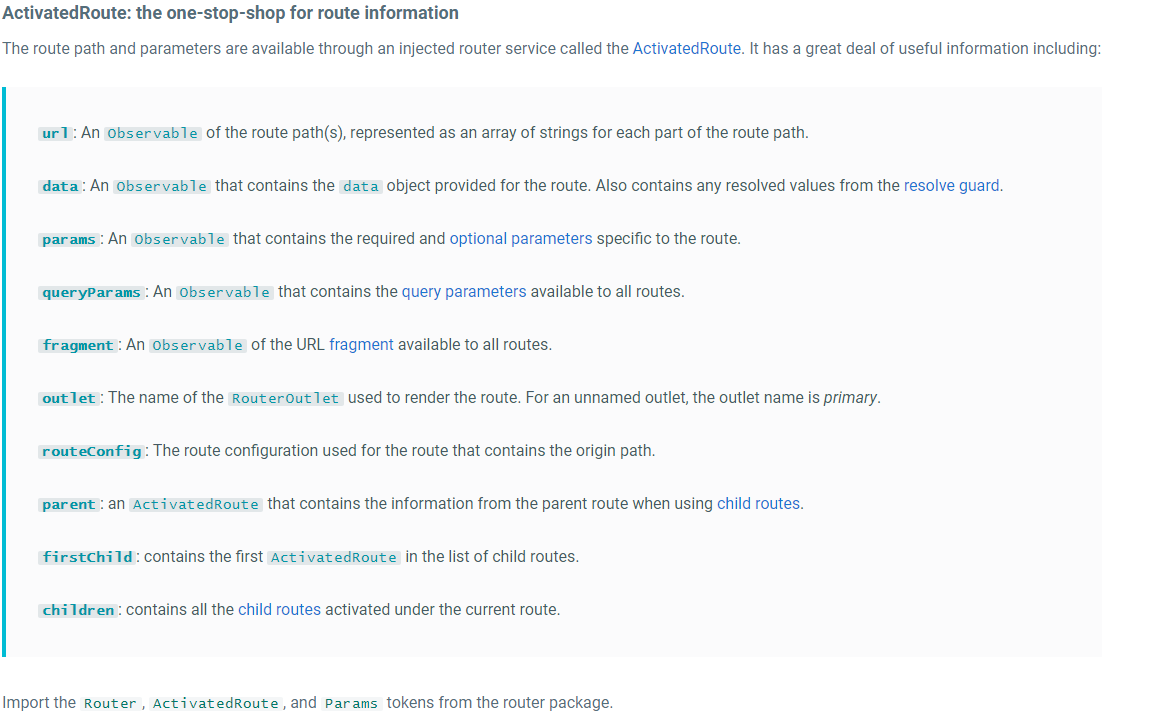 ActivatedRoute: the one-stop-shop for route information
The route path and parameters are available through an injected router service called the ActivatedRoute. It has a great deal of useful information including:
url: An Observable of the route path(s), represented as an array of strings for each part of the route path.
data: An Observable that contains the data object provided for the route. Also contains any resolved values from the resolve guard.
params: An Observable that contains the required and optional parameters specific to the route.
queryParams: An Observable that contains the query parameters available to all routes.
fragment: An Observable of the URL fragment available to all routes.
outlet: The name of the RouterOutlet used to render the route. For an unnamed outlet, the outlet name is primary.
routeConfig: The route configuration used for the route that contains the origin path.
parent: an ActivatedRoute that contains the information from the parent route when using child routes.
firstChild: contains the first ActivatedRoute in the list of child routes.
children: contains all the child routes activated under the current route.
Import the Router, ActivatedRoute, and Params tokens from the router package.